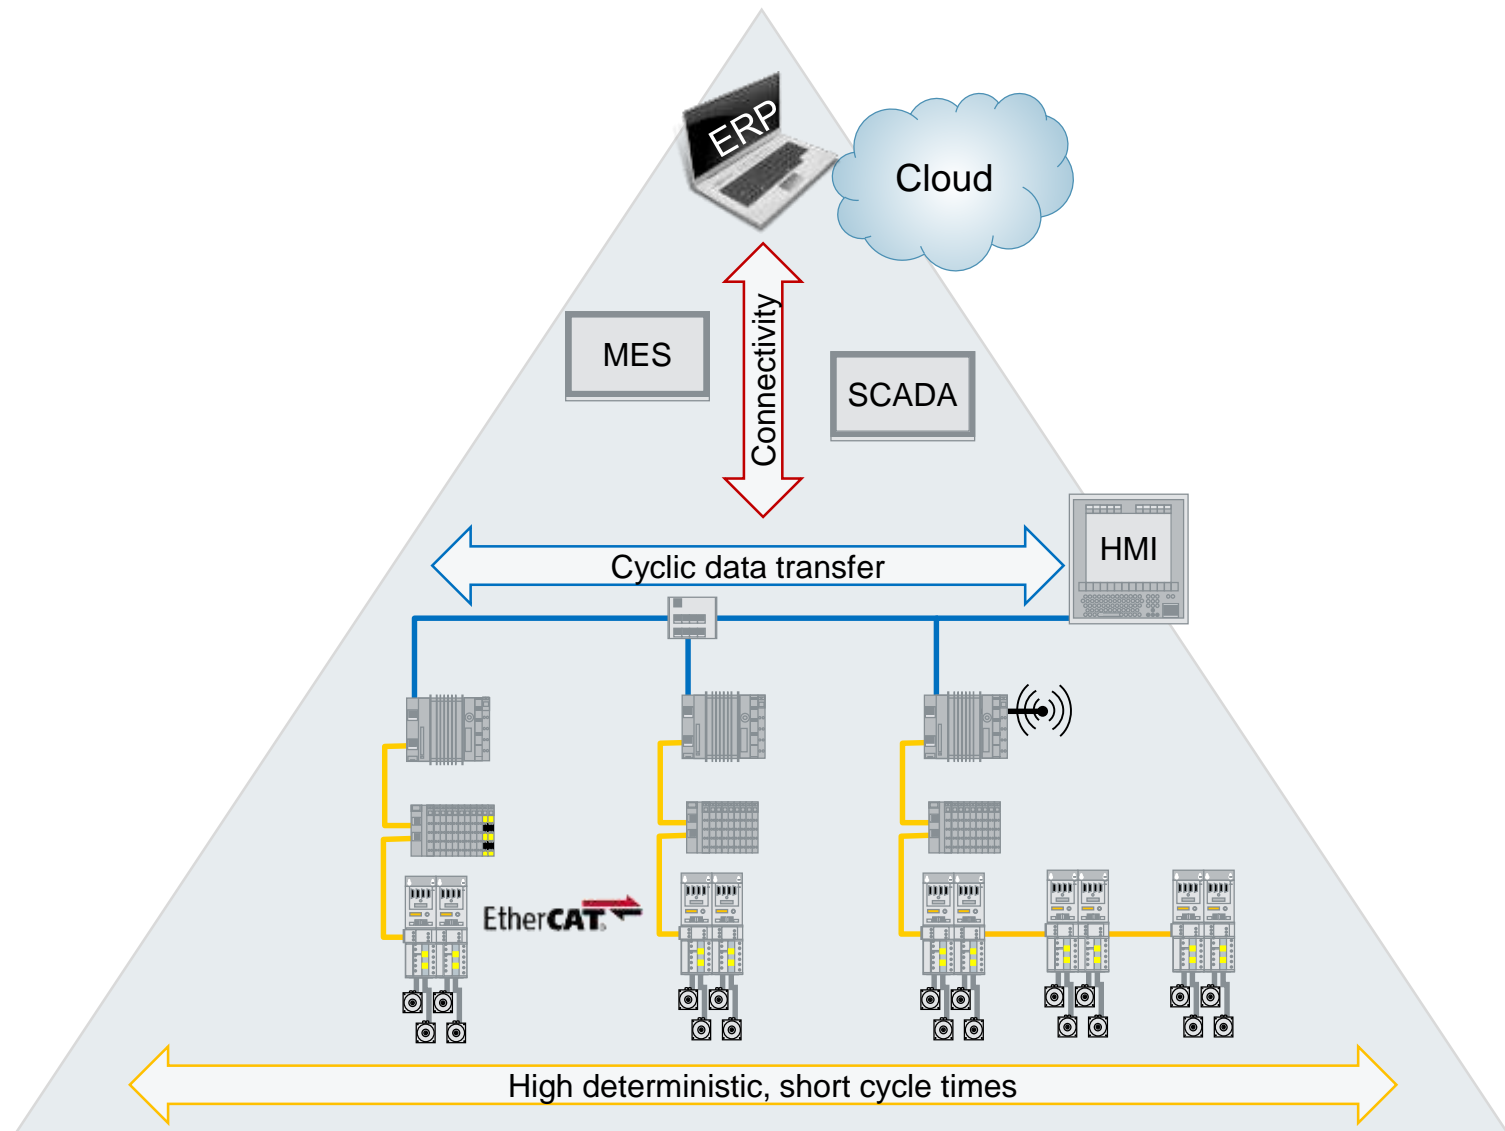 ERP
Cloud
Connectivity
MES
SCADA
HMI
Cyclic data transfer
EtherCAT
High deterministic, short cycle times